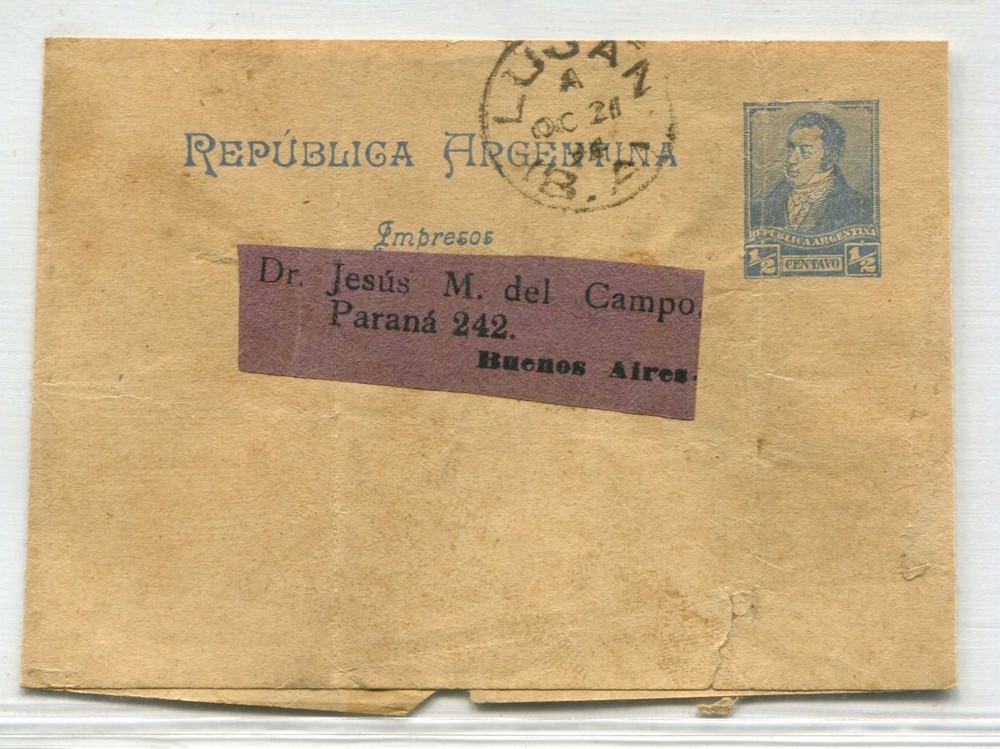 LUJAN
A
OC 2
B.A.
REPÚBLICA ARGENTINA
Impresos
REPUBLICA ARGENTINA
1/2 CENTAVO 1/2
Dr. Jesús M. del Campo.
Paraná 242.
Buenos Aires.